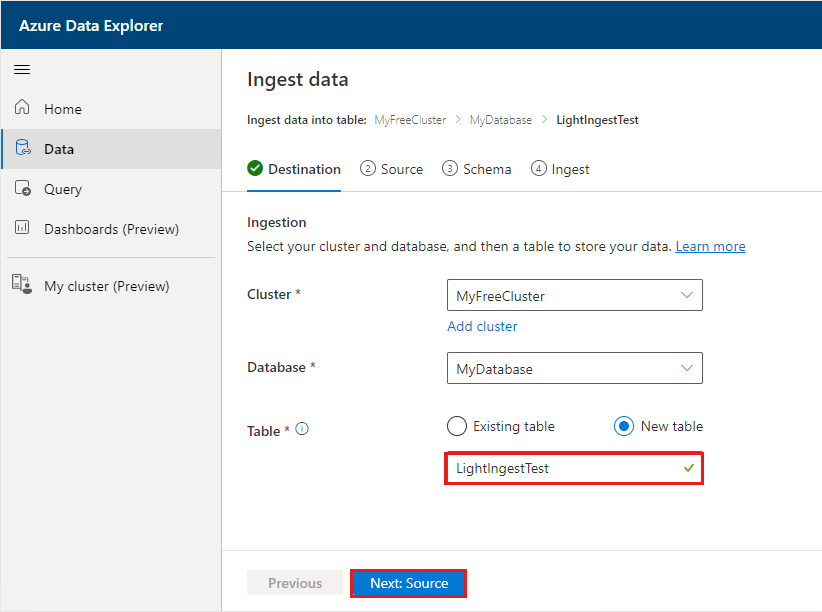 Azure Data Explorer
Home
Data
Query
Dashboards (Preview)
My cluster (Preview)
Ingest data
Ingest data into table: MyFreeCluster > MyDatabase > LightIngestTest
Destination 2 Source 3 Schema 4 Ingest
Ingestion
Select your cluster and database, and then a table to store your data. Learn more
Cluster * MyFreeCluster
Add cluster
Database * MyDatabase
Table * Existing table New table
LightIngestTest
Previous Next: Source